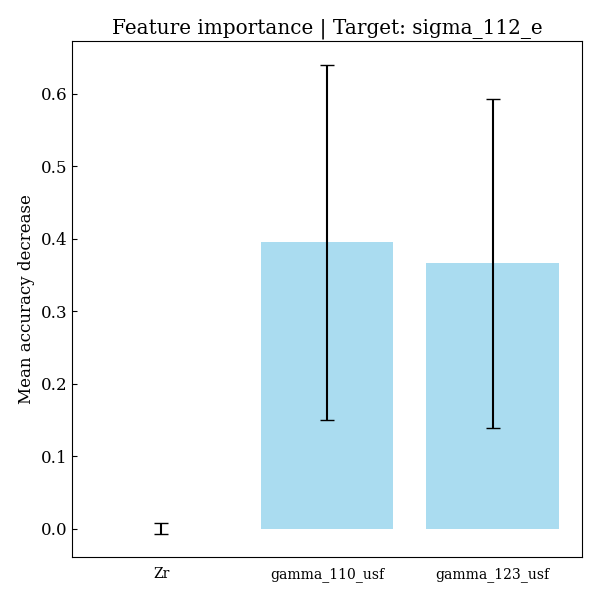 Feature importance | Target: sigma_112_e
Mean accuracy decrease
0.6
0.5
0.4
0.3
0.2
0.1
0.0
Zr
gamma_110_usf
gamma_123_usf